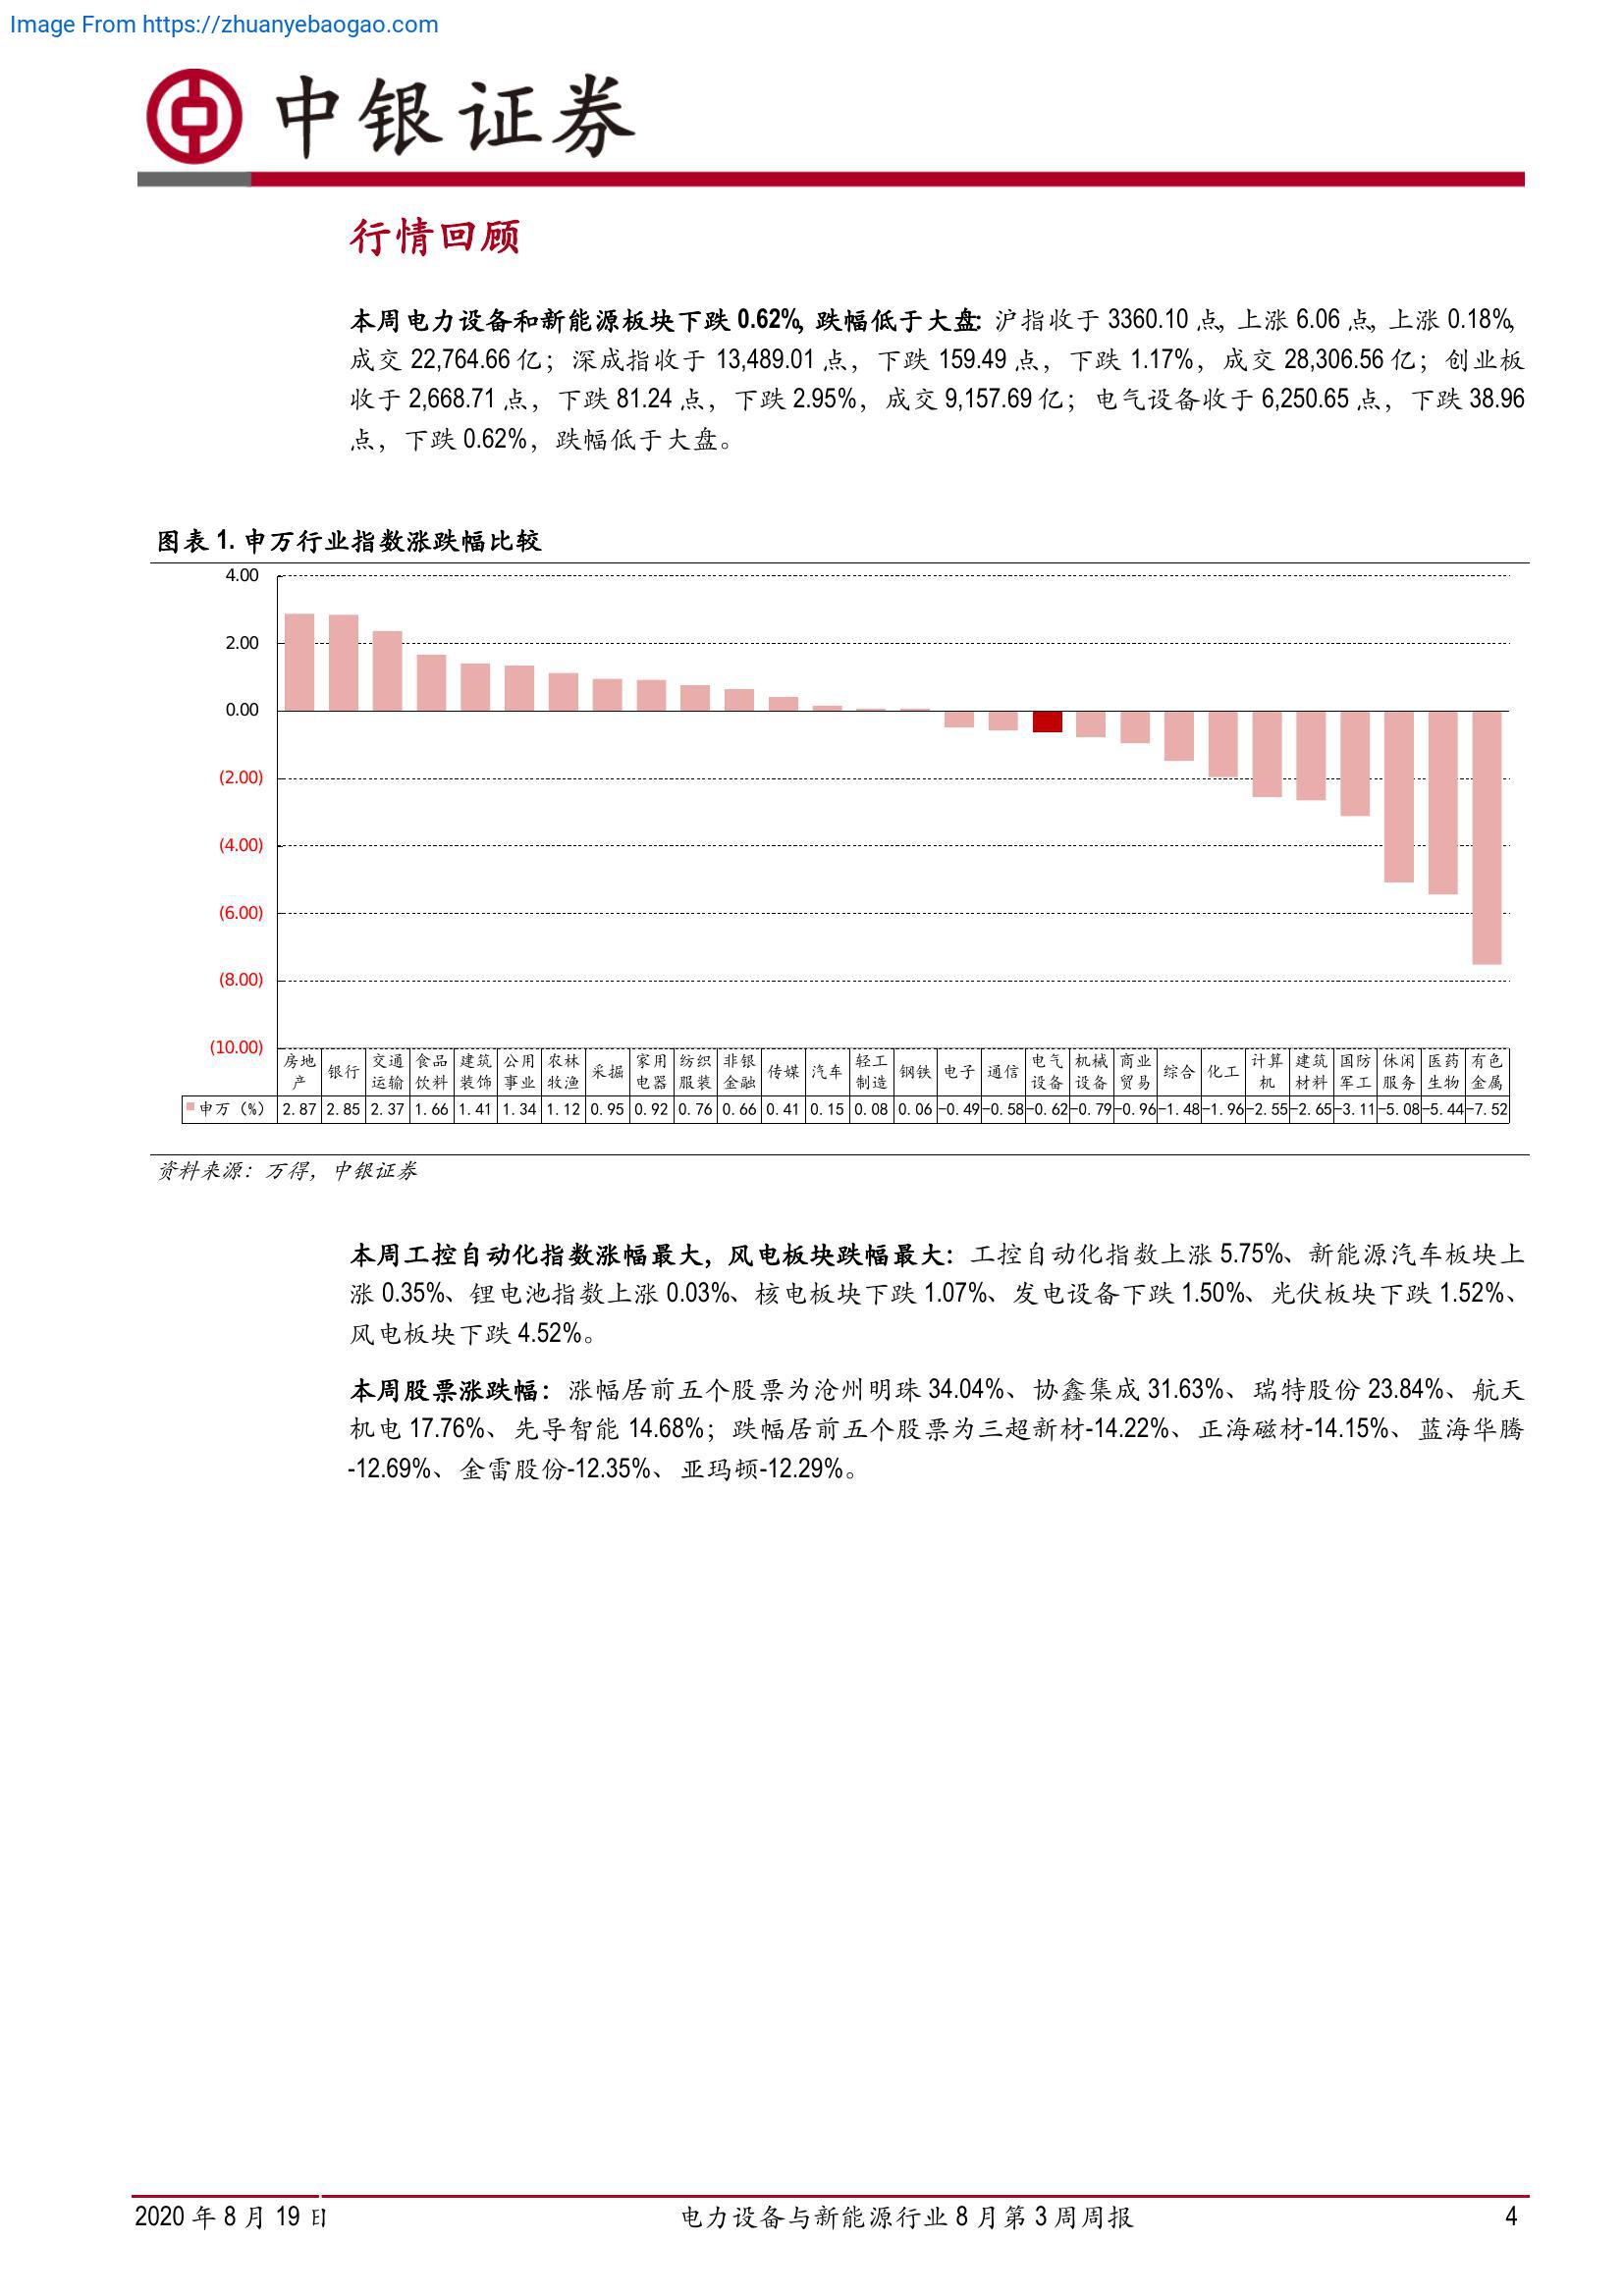 Image From https://zhuanyebaogao.com
中银证券
行情回顾
本周电力设备和新能源板块下跌 0.62%，跌幅低于大盘：沪指收于 3360.10 点，上涨 6.06 点，上涨 0.18%，
成交 22,764.66 亿；深成指收于 13,489.01 点，下跌 159.49 点，下跌 1.17%，成交 28,306.56 亿；创业板
收于 2,668.71 点，下跌 81.24 点，下跌 2.95%，成交 9,157.69 亿；电气设备收于 6,250.65 点，下跌 38.96
点，下跌 0.62%，跌幅低于大盘。
图表 1. 申万行业指数涨跌幅比较
4.00
2.00
0.00
(2.00)
(4.00)
(6.00)
(8.00)
(10.00)
房地产 银行 交通运输 食品饮料 建筑装饰 公用事业 农林牧渔 采掘 家用电器 纺织服装 非银金融 传媒 汽车 轻工制造 钢铁 电子 通信 电气设备 机械设备 商业贸易 综合 化工 计算机 建筑材料 国防军工 休闲服务 医药生物 有色金属
申万（%） 2.87 2.85 2.37 1.66 1.41 1.34 1.12 0.95 0.92 0.76 0.66 0.41 0.15 0.08 0.06 -0.49 -0.58 -0.62 -0.79 -0.96 -1.48 -1.96 -2.55 -2.65 -3.11 -5.08 -5.44 -7.52
资料来源：万得，中银证券
本周工控自动化指数涨幅最大，风电板块跌幅最大：工控自动化指数上涨 5.75%、新能源汽车板块上
涨 0.35%、锂电池指数上涨 0.03%、核电板块下跌 1.07%、发电设备下跌 1.50%、光伏板块下跌 1.52%、
风电板块下跌 4.52%。
本周股票涨跌幅：涨幅居前五个股票为沧州明珠 34.04%、协鑫集成 31.63%、瑞特股份 23.84%、航天
机电 17.76%、先导智能 14.68%；跌幅居前五个股票为三超新材-14.22%、正海磁材-14.15%、蓝海华腾
-12.69%、金雷股份-12.35%、亚玛顿-12.29%。
2020 年 8 月 19 日
电力设备与新能源行业 8 月第 3 周周报
4